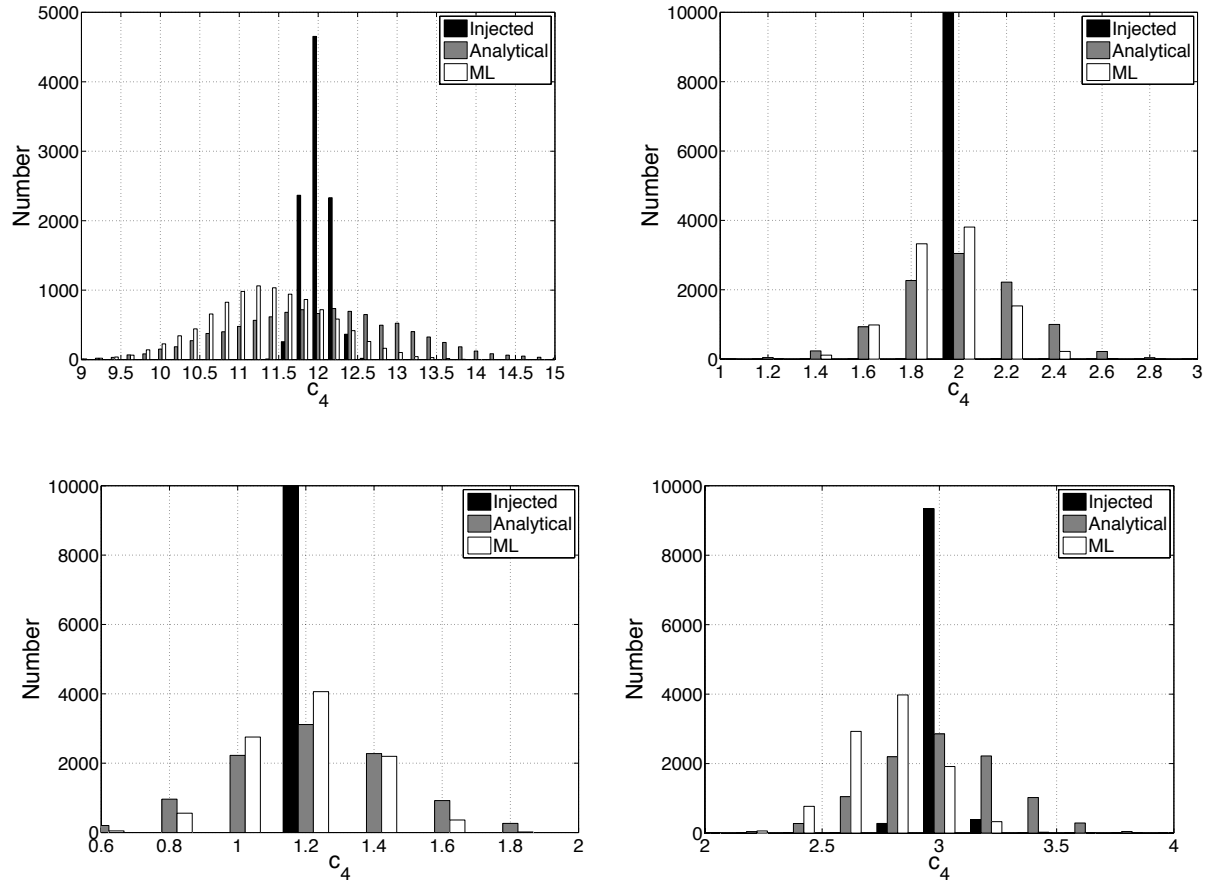 5000
4000
3000
2000
1000
0
Number
9 9.5 10 10.5 11 11.5 12 12.5 13 13.5 14 14.5 15
c_4
Injected
Analytical
ML
10000
8000
6000
4000
2000
0
Number
1 1.2 1.4 1.6 1.8 2 2.2 2.4 2.6 2.8 3
c_4
Injected
Analytical
ML
10000
8000
6000
4000
2000
0
Number
0.6 0.8 1 1.2 1.4 1.6 1.8 2
c_4
Injected
Analytical
ML
10000
8000
6000
4000
2000
0
Number
2 2.5 3 3.5 4
c_4
Injected
Analytical
ML